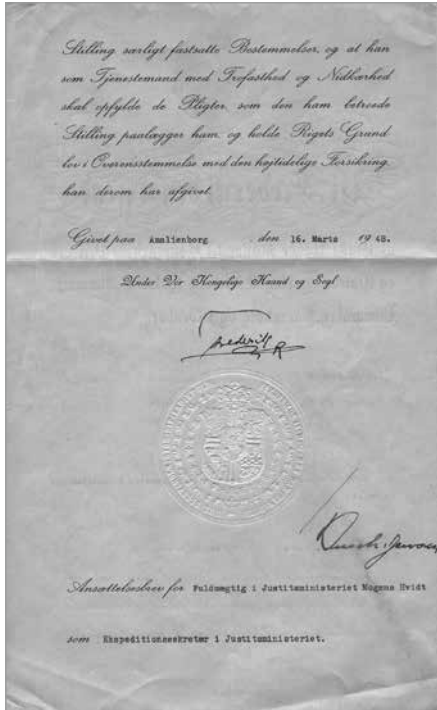 Stilling særligt fastsatte Bestemmelser, og at han
som Tjenestemand med Trofasthed og Nidkærhed
skal opfylde de Pligter, som den ham betroede
Stilling paalægger ham, og holde Rigets Grund
lov i Overensstemmelse med den højtidelige Forsikring,
han derom har afgivet.
Givet paa Amalienborg , den 16. Marts 1948.
Under Vor Kongelige Haand og Segl
Frederik R
Ansættelsesbrev for Fuldmægtig i Justitsministeriet Mogens Hvidt
som Ekspeditionssekretær i Justitsministeriet.